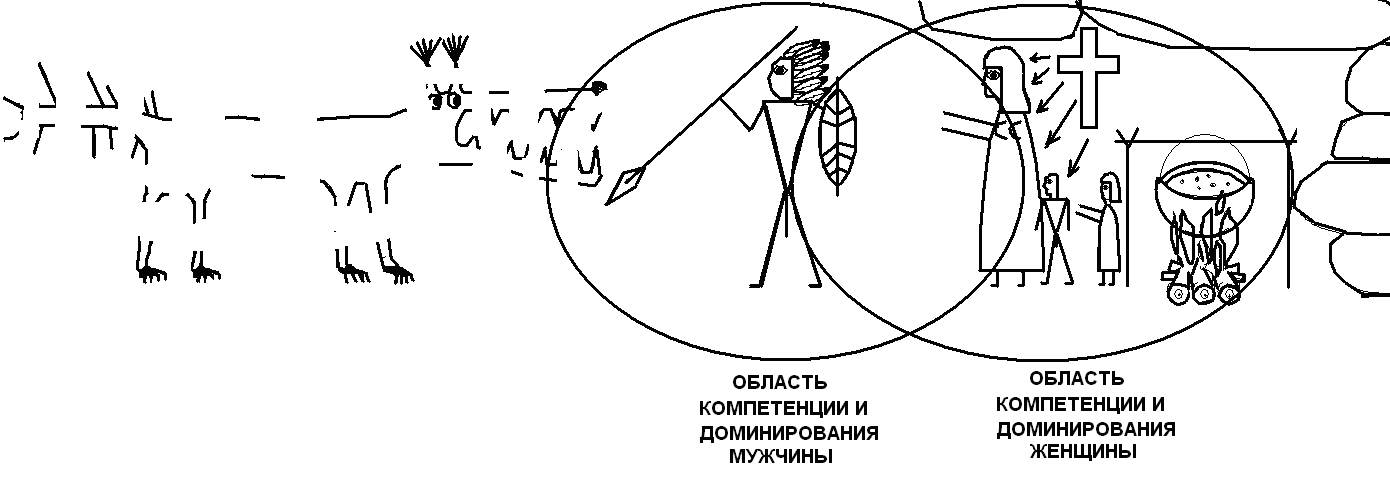 ОБЛАСТЬ
КОМПЕТЕНЦИИ И
ДОМИНИРОВАНИЯ
МУЖЧИНЫ
ОБЛАСТЬ
КОМПЕТЕНЦИИ И
ДОМИНИРОВАНИЯ
ЖЕНЩИНЫ